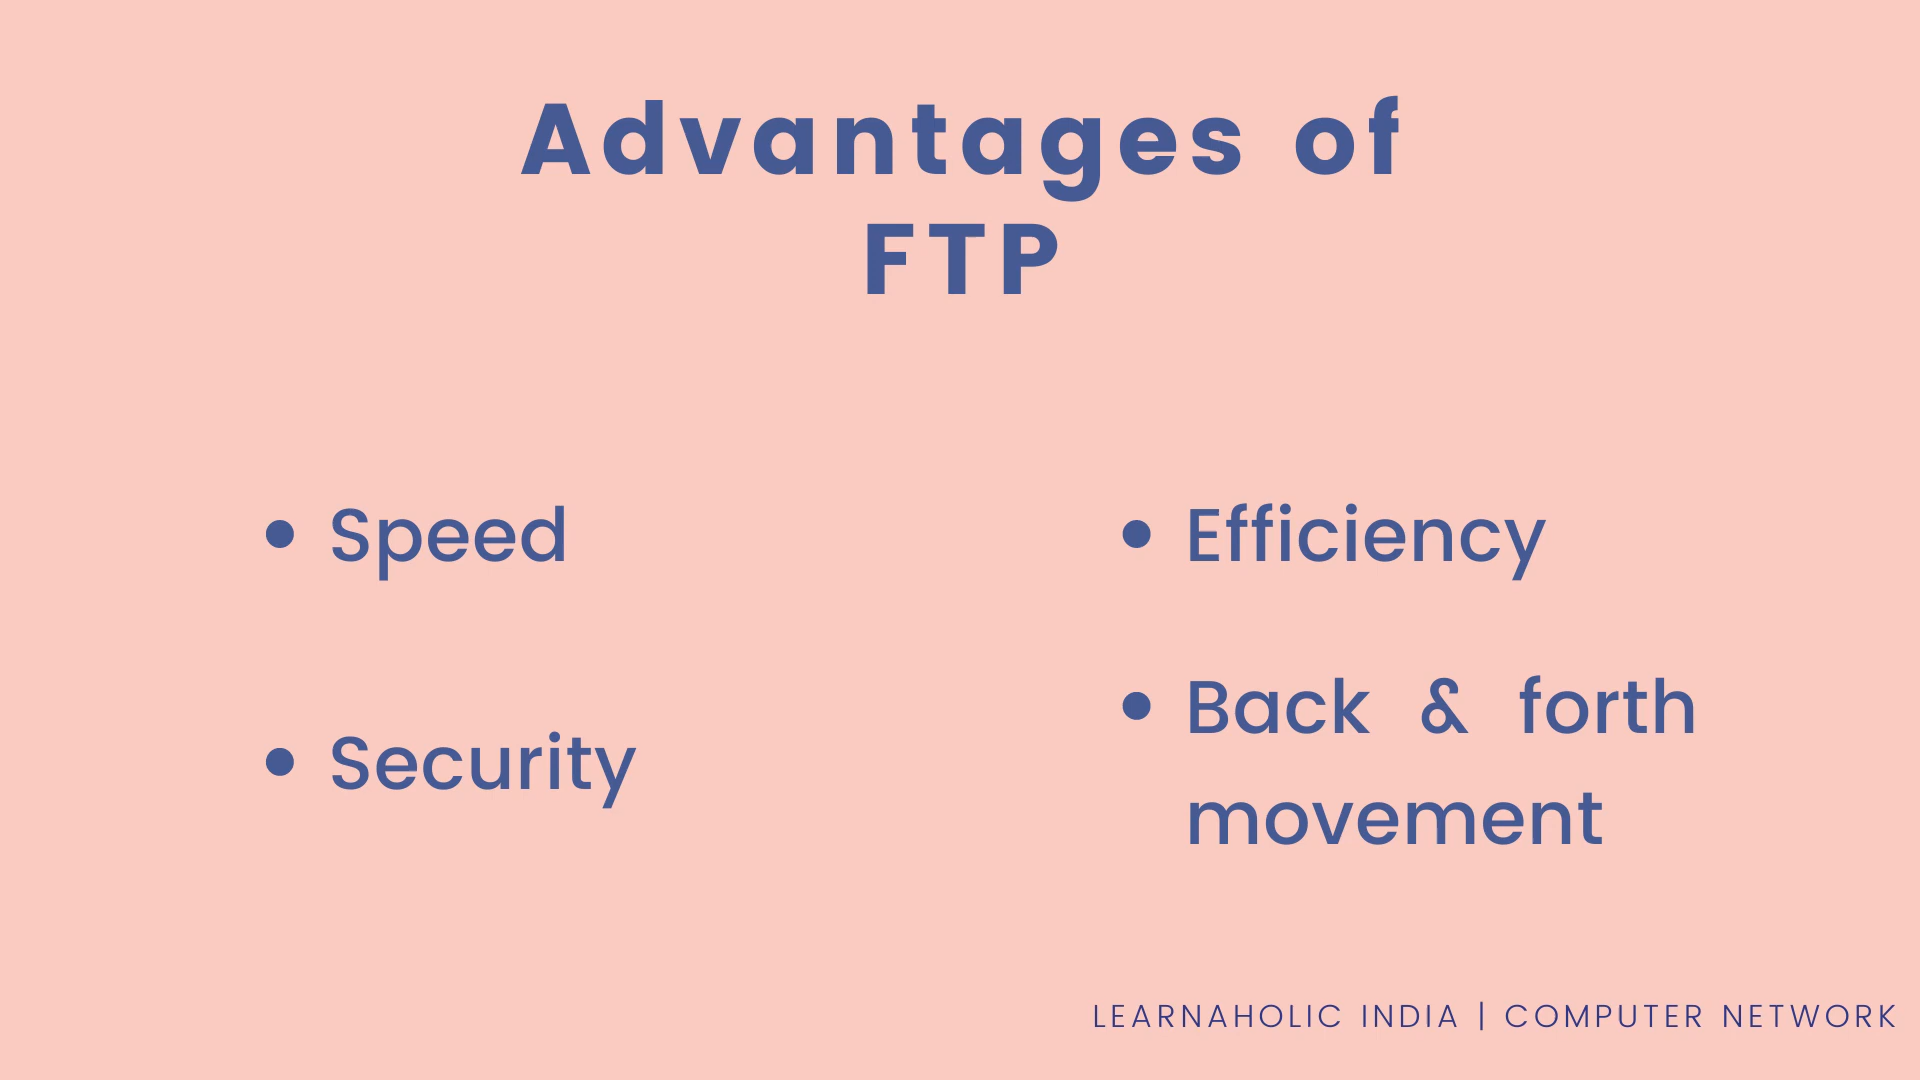 Advantages of
FTP
• Speed
• Security
• Efficiency
• Back & forth
movement
LEARNAHOLIC INDIA | COMPUTER NETWORK